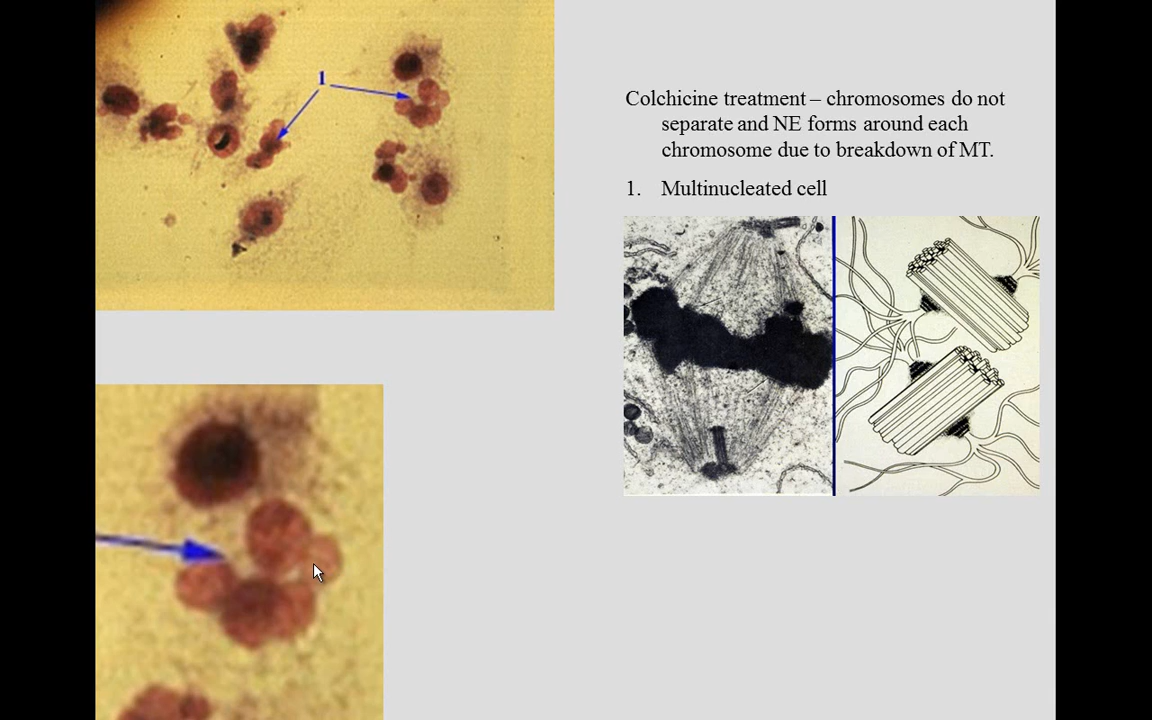 1
Colchicine treatment – chromosomes do not
separate and NE forms around each
chromosome due to breakdown of MT.
1. Multinucleated cell